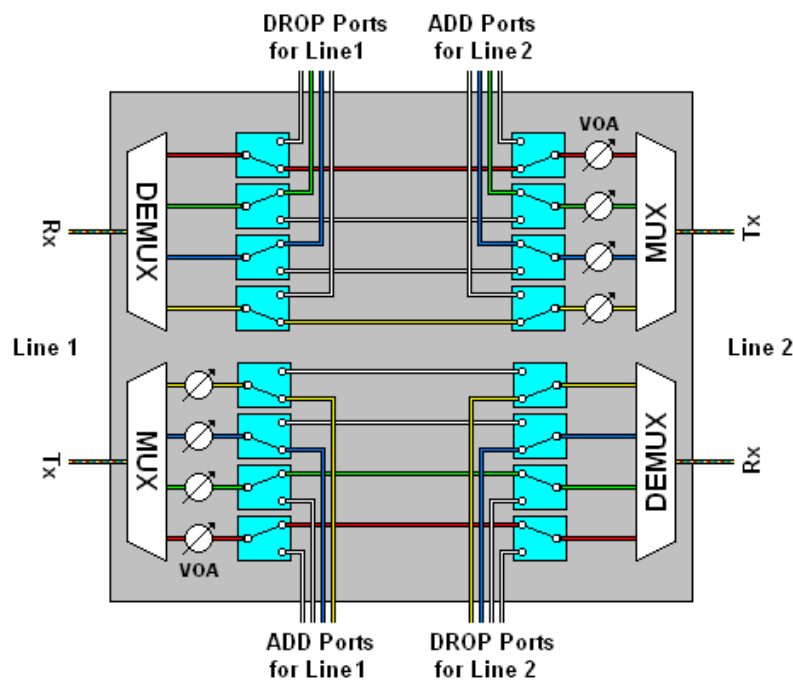 DROP Ports
for Line1
ADD Ports
for Line 2
VOA
DEMUX
MUX
Rx
Tx
Line 1
Line 2
MUX
DEMUX
Tx
Rx
VOA
ADD Ports
for Line1
DROP Ports
for Line 2